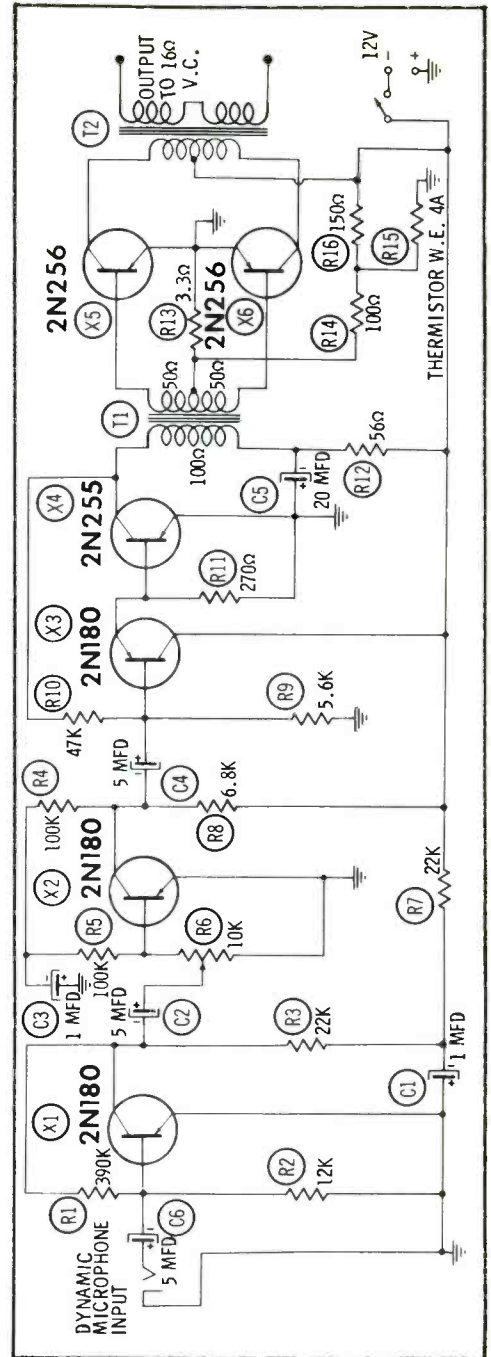 DYNAMIC
MICROPHONE
INPUT
5 MFD
C6
R1
390K
X1
2N180
R2
12K
R3
22K
C1
1 MFD
C3
1 MFD
C2
5 MFD
R5
100K
R6
10K
X2
2N180
R4
100K
R7
22K
R8
6.8K
C4
5 MFD
R10
47K
R9
5.6K
X3
2N180
R11
270Ω
X4
2N255
C5
20 MFD
R12
56Ω
T1
100Ω
50Ω
50Ω
X5
2N256
R13
3.3Ω
2N256
X6
R14
100Ω
R16
150Ω
R15
THERMISTOR W.E. 4A
T2
OUTPUT
TO 16Ω
V.C.
12V